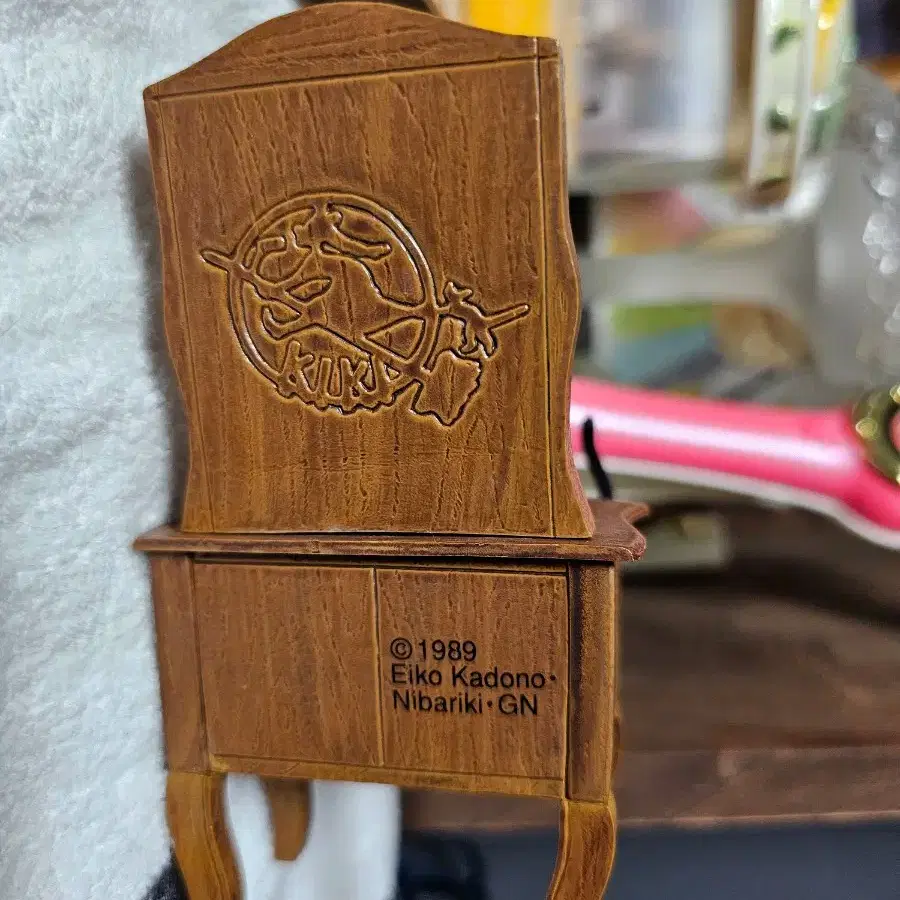 KIKI
©1989
Eiko Kadono・
Nibariki・GN